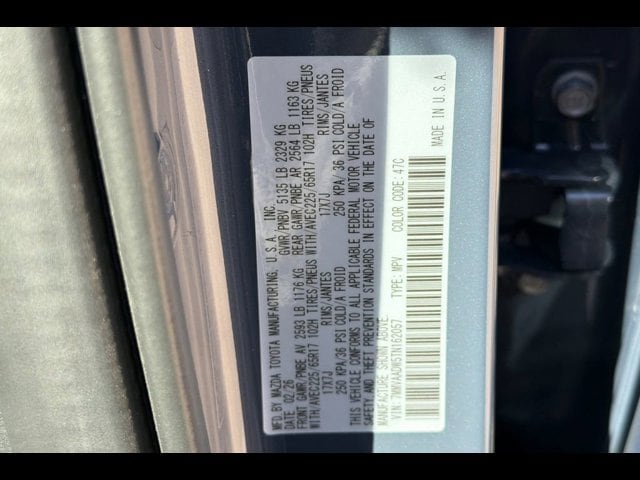 MFD BY MAZDA TOYOTA MANUFACTURING, U.S.A. INC.
DATE 02/26 GVWR/PNBV 5135 LB 2329 KG
FRONT GAWR/PNBE AV 2593 LB 1176 KG REAR GAWR/PNBE AR 2564 LB 1163 KG
WITH/AVEC225/65R17 102H TIRES/PNEUS WITH/AVEC225/65R17 102H TIRES/PNEUS
17X7J RIMS/JANTES 17X7J RIMS/JANTES
250 KPA/36 PSI COLD/A FROID 250 KPA/36 PSI COLD/A FROID
THIS VEHICLE CONFORMS TO ALL APPLICABLE FEDERAL MOTOR VEHICLE
SAFETY AND THEFT PREVENTION STANDARDS IN EFFECT ON THE DATE OF
MANUFACTURE SHOWN ABOVE.
VIN: TYPE: MPV COLOR CODE: 47C
MADE IN U.S.A.